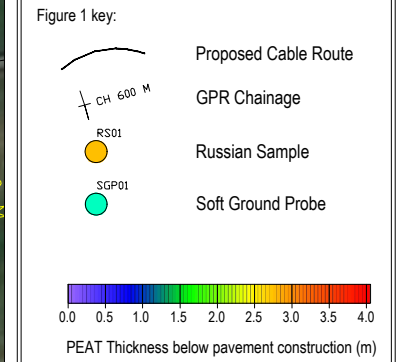 Figure 1 key:
Proposed Cable Route
CH 600 M
GPR Chainage
RS01
Russian Sample
SGP01
Soft Ground Probe
0.0 0.5 1.0 1.5 2.0 2.5 3.0 3.5 4.0
PEAT Thickness below pavement construction (m)